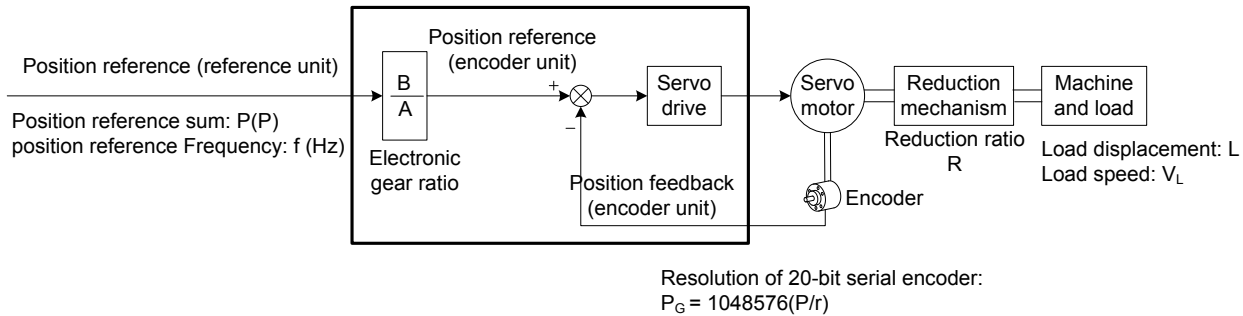 Position reference (reference unit)
Position reference sum: P(P)
position reference Frequency: f (Hz)
B
A
Electronic
gear ratio
Position reference
(encoder unit)
+
−
Position feedback
(encoder unit)
Servo
drive
Servo
motor
Encoder
Reduction
mechanism
Reduction ratio
R
Machine
and load
Load displacement: L
Load speed: V_L
Resolution of 20-bit serial encoder:
P_G = 1048576(P/r)